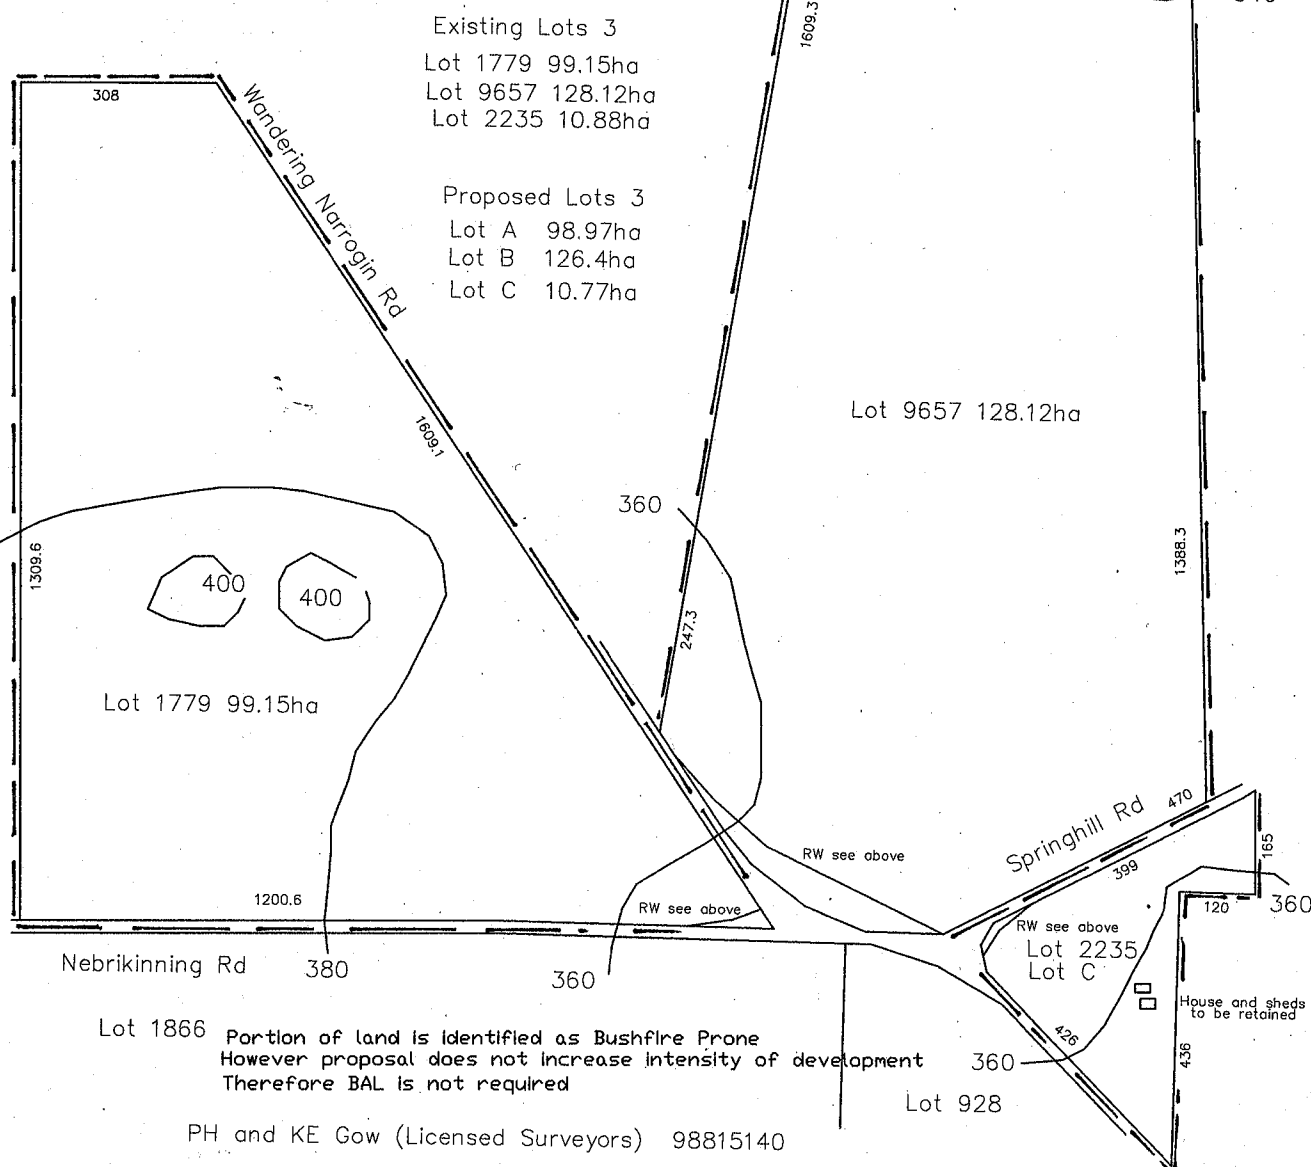 Existing Lots 3
Lot 1779 99.15ha
Lot 9657 128.12ha
Lot 2235 10.88ha
Proposed Lots 3
Lot A 98.97ha
Lot B 126.4ha
Lot C 10.77ha
1609.3
308
Wandering Narrogin Rd
1609.1
Lot 9657 128.12ha
360
1309.6
400
400
1388.3
247.3
Lot 1779 99.15ha
Springhill Rd
470
399
165
RW see above
1200.6
RW see above
120
360
RW see above
Lot 2235
Lot C
Nebrikinning Rd
380
360
House and sheds
to be retained
Lot 1866
Portion of land is identified as Bushfire Prone
However proposal does not increase intensity of development
Therefore BAL is not required
426
360
436
Lot 928
PH and KE Gow (Licensed Surveyors) 98815140